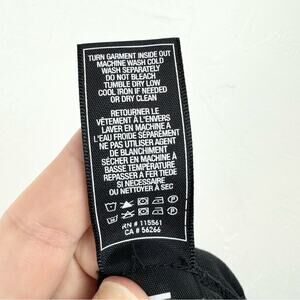 TURN GARMENT INSIDE OUT
MACHINE WASH COLD
WASH SEPARATELY
DO NOT BLEACH
TUMBLE DRY LOW
COOL IRON IF NEEDED
OR DRY CLEAN
RETOURNER LE
VÊTEMENT À L'ENVERS
LAVER EN MACHINE À
L'EAU FROIDE SÉPARÉMENT
NE PAS UTILISER AGENT
DE BLANCHIMENT
SÉCHER EN MACHINE À
BASSE TEMPÉRATURE
REPASSER À FER TIEDE
SI NECESSAIRE
OU NETTOYER À SEC
RN # 115561
CA # 56266